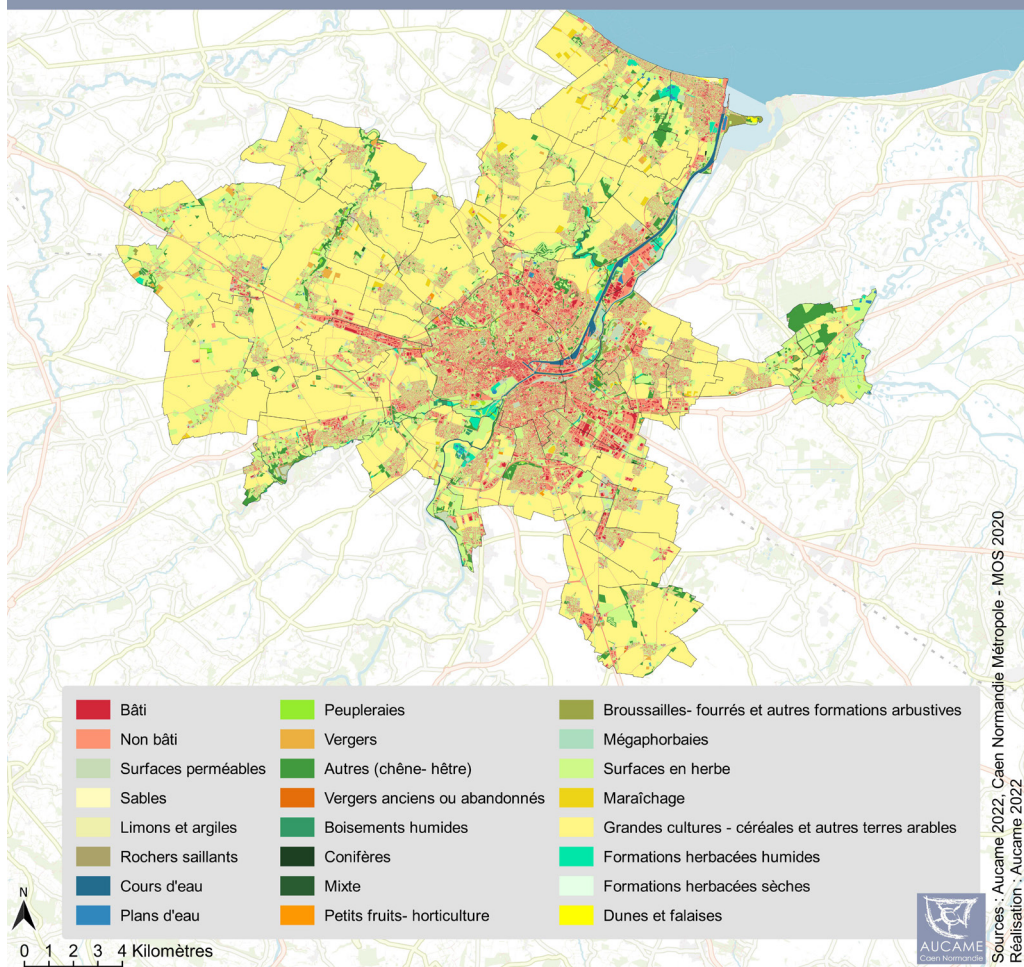 Bâti
Non bâti
Surfaces perméables
Sables
Limons et argiles
Rochers saillants
Cours d'eau
Plans d'eau
Peupleraies
Vergers
Autres (chêne- hêtre)
Vergers anciens ou abandonnés
Boisements humides
Conifères
Mixte
Petits fruits- horticulture
Broussailles- fourrés et autres formations arbustives
Mégaphorbaies
Surfaces en herbe
Maraîchage
Grandes cultures - céréales et autres terres arables
Formations herbacées humides
Formations herbacées sèches
Dunes et falaises
N
0 1 2 3 4 Kilomètres
AUCAME
Caen Normandie
Sources : Aucame 2022, Caen Normandie Métropole - MOS 2020
Réalisation : Aucame 2022